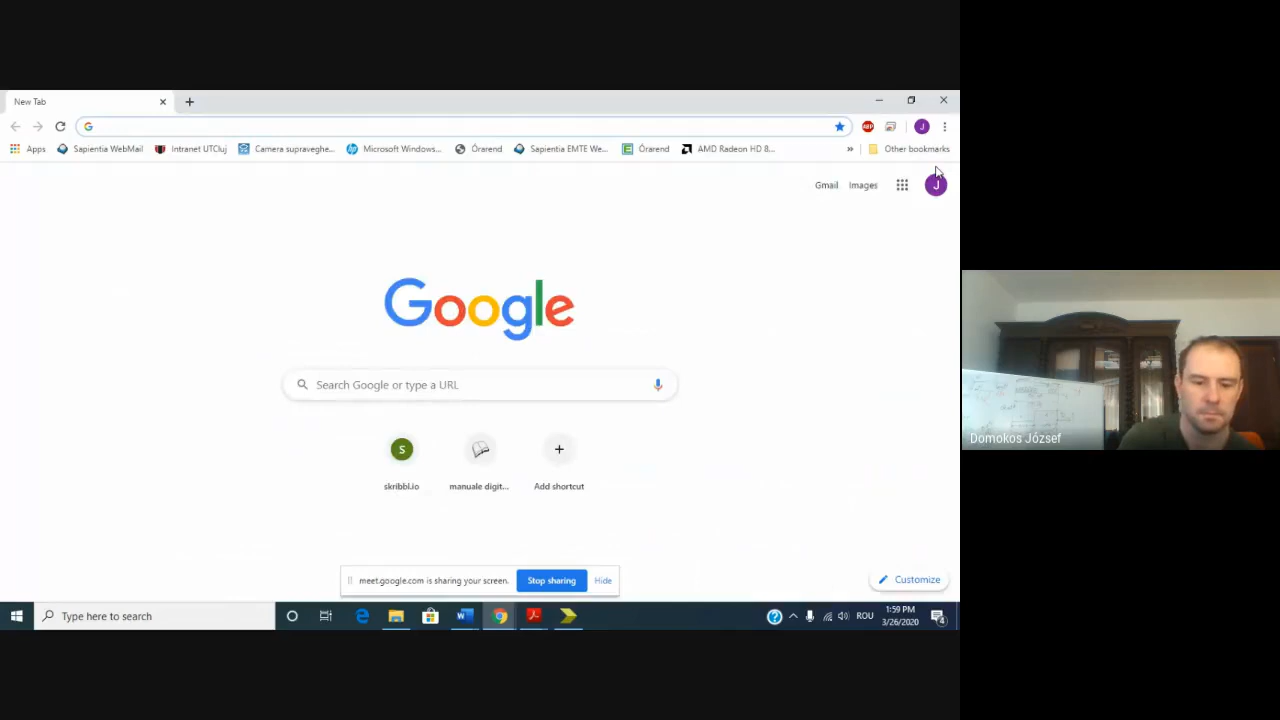 New Tab
Apps Sapientia WebMail Intranet UTCluj Camera supraveghe... Microsoft Windows... Órarend Sapientia EMTE We... Órarend AMD Radeon HD 8... » Other bookmarks
Gmail Images J
Google
Search Google or type a URL
S
skribbl.io manuale digit... Add shortcut
meet.google.com is sharing your screen. Stop sharing Hide
Customize
Type here to search
ROU
1:59 PM
3/26/2020
4
Domokos József